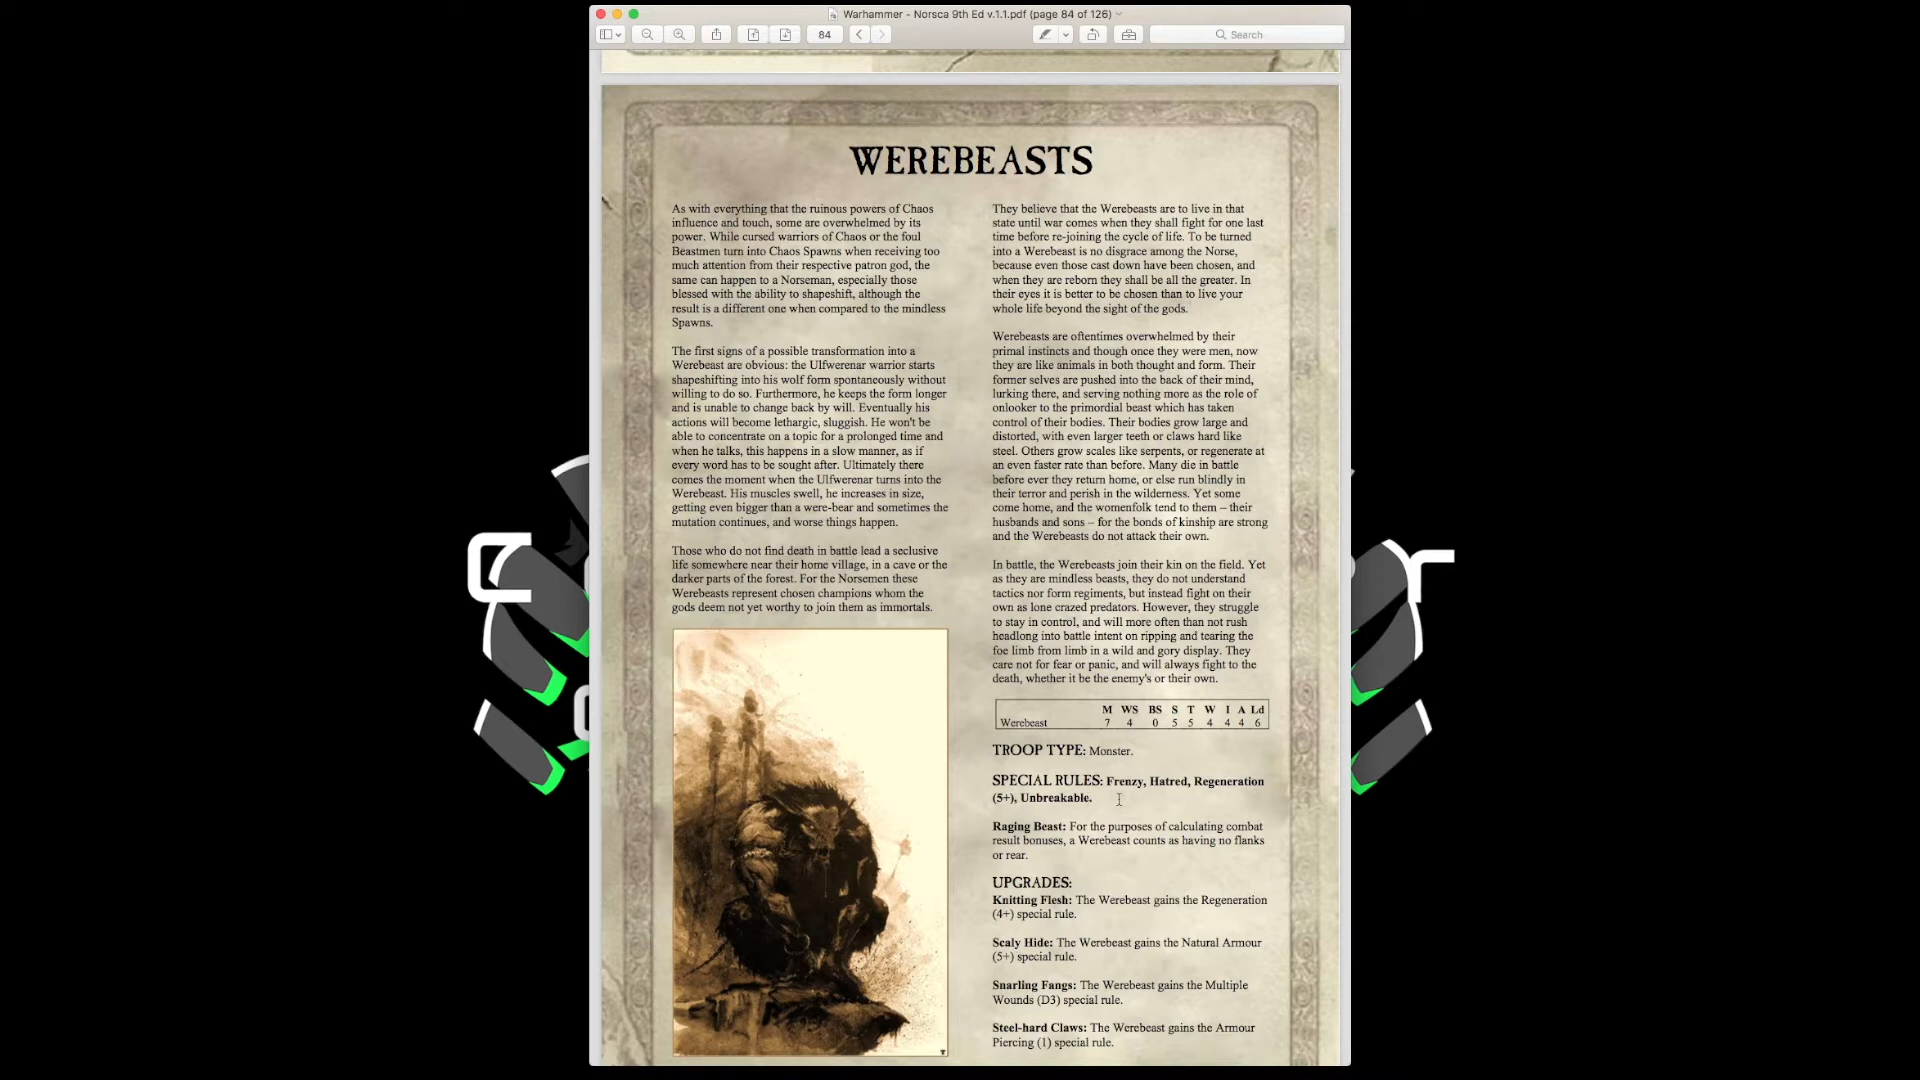 Warhammer - Norsca 9th Ed v.1.1.pdf (page 84 of 126)
84
Search
WEREBEASTS
As with everything that the ruinous powers of Chaos
influence and touch, some are overwhelmed by its
power. While cursed warriors of Chaos or the foul
Beastmen turn into Chaos Spawns when receiving too
much attention from their respective patron god, the
same can happen to a Norseman, especially those
blessed with the ability to shapeshift, although the
result is a different one when compared to the mindless
Spawns.
The first signs of a possible transformation into a
Werebeast are obvious: the Ulfwerenar warrior starts
shapeshifting into his wolf form spontaneously without
willing to do so. Furthermore, he keeps the form longer
and is unable to change back by will. Eventually his
actions will become lethargic, sluggish. He won't be
able to concentrate on a topic for a prolonged time and
when he talks, this happens in a slow manner, as if
every word has to be sought after. Ultimately there
comes the moment when the Ulfwerenar turns into the
Werebeast. His muscles swell, he increases in size,
getting even bigger than a were-bear and sometimes the
mutation continues, and worse things happen.
Those who do not find death in battle lead a seclusive
life somewhere near their home village, in a cave or the
darker parts of the forest. For the Norsemen these
Werebeasts represent chosen champions whom the
gods deem not yet worthy to join them as immortals.
They believe that the Werebeasts are to live in that
state until war comes when they shall fight for one last
time before re-joining the cycle of life. To be turned
into a Werebeast is no disgrace among the Norse,
because even those cast down have been chosen, and
when they are reborn they shall be all the greater. In
their eyes it is better to be chosen than to live your
whole life beyond the sight of the gods.
Werebeasts are oftentimes overwhelmed by their
primal instincts and though once they were men, now
they are like animals in both thought and form. Their
former selves are pushed into the back of their mind,
lurking there, and serving nothing more as the role of
onlooker to the primordial beast which has taken
control of their bodies. Their bodies grow large and
distorted, with even larger teeth or claws hard like
steel. Others grow scales like serpents, or regenerate at
an even faster rate than before. Many die in battle
before ever they return home, or else run blindly in
their terror and perish in the wilderness. Yet some
come home, and the womenfolk tend to them – their
husbands and sons – for the bonds of kinship are strong
and the Werebeasts do not attack their own.
In battle, the Werebeasts join their kin on the field. Yet
as they are mindless beasts, they do not understand
tactics nor form regiments, but instead fight on their
own as lone crazed predators. However, they struggle
to stay in control, and will more often than not rush
headlong into battle intent on ripping and tearing the
foe limb from limb in a wild and gory display. They
care not for fear or panic, and will always fight to the
death, whether it be the enemy's or their own.
M WS BS S T W I A Ld
Werebeast 7 4 0 5 5 4 4 4 6
TROOP TYPE: Monster.
SPECIAL RULES: Frenzy, Hatred, Regeneration
(5+), Unbreakable.
Raging Beast: For the purposes of calculating combat
result bonuses, a Werebeast counts as having no flanks
or rear.
UPGRADES:
Knitting Flesh: The Werebeast gains the Regeneration
(4+) special rule.
Scaly Hide: The Werebeast gains the Natural Armour
(5+) special rule.
Snarling Fangs: The Werebeast gains the Multiple
Wounds (D3) special rule.
Steel-hard Claws: The Werebeast gains the Armour
Piercing (1) special rule.